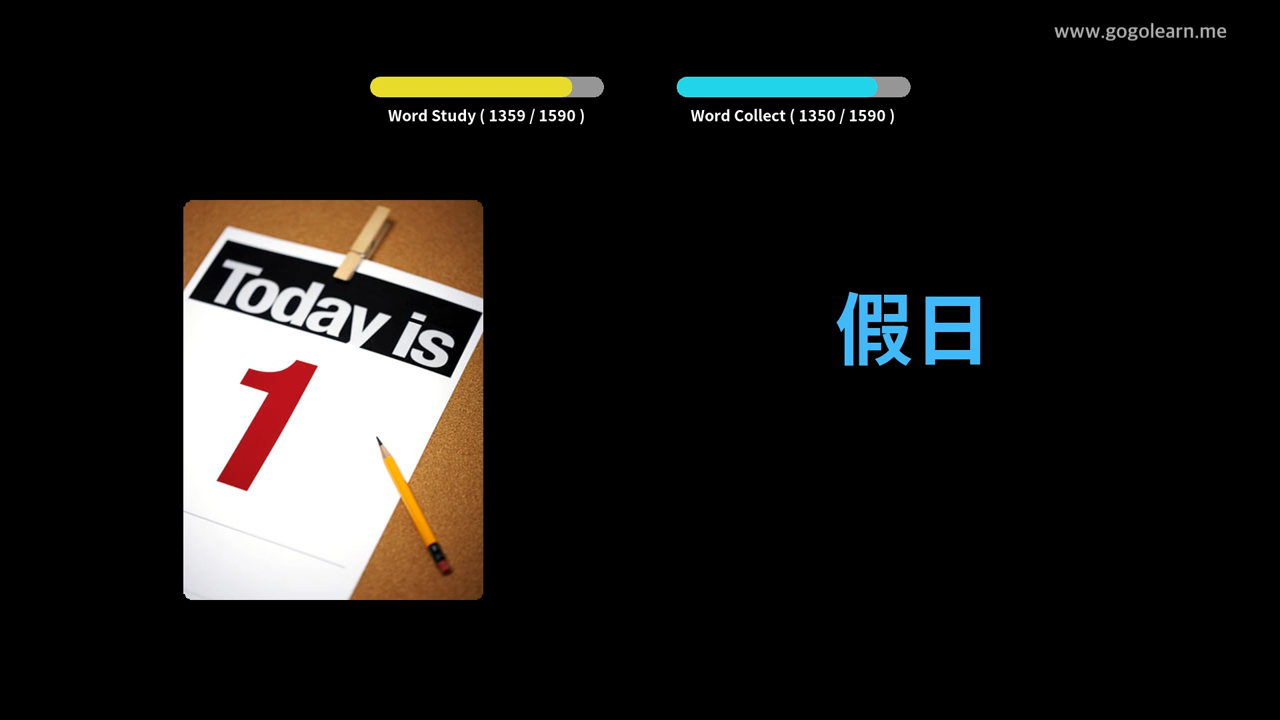 www.gogolearn.me
Word Study ( 1359 / 1590 )
Word Collect ( 1350 / 1590 )
Today is
1
假日